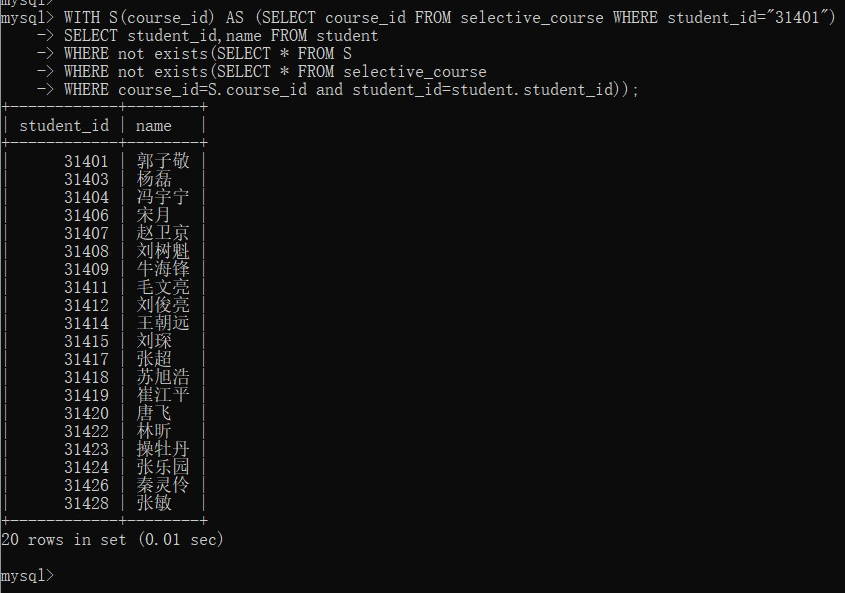 mysql>
mysql> WITH S(course_id) AS (SELECT course_id FROM selective_course WHERE student_id="31401")
    -> SELECT student_id,name FROM student
    -> WHERE not exists(SELECT * FROM S
    -> WHERE not exists(SELECT * FROM selective_course
    -> WHERE course_id=S.course_id and student_id=student.student_id));
+------------+--------+
| student_id | name   |
+------------+--------+
|      31401 | 郭子敬 |
|      31403 | 杨磊   |
|      31404 | 冯宇宁 |
|      31406 | 宋月   |
|      31407 | 赵卫京 |
|      31408 | 刘树魁 |
|      31409 | 牛海锋 |
|      31411 | 毛文亮 |
|      31412 | 刘俊亮 |
|      31414 | 王朝远 |
|      31415 | 刘琛   |
|      31417 | 张超   |
|      31418 | 苏旭浩 |
|      31419 | 崔江平 |
|      31420 | 唐飞   |
|      31422 | 林昕   |
|      31423 | 操牡丹 |
|      31424 | 张乐园 |
|      31426 | 秦灵伶 |
|      31428 | 张敏   |
+------------+--------+
20 rows in set (0.01 sec)
mysql>